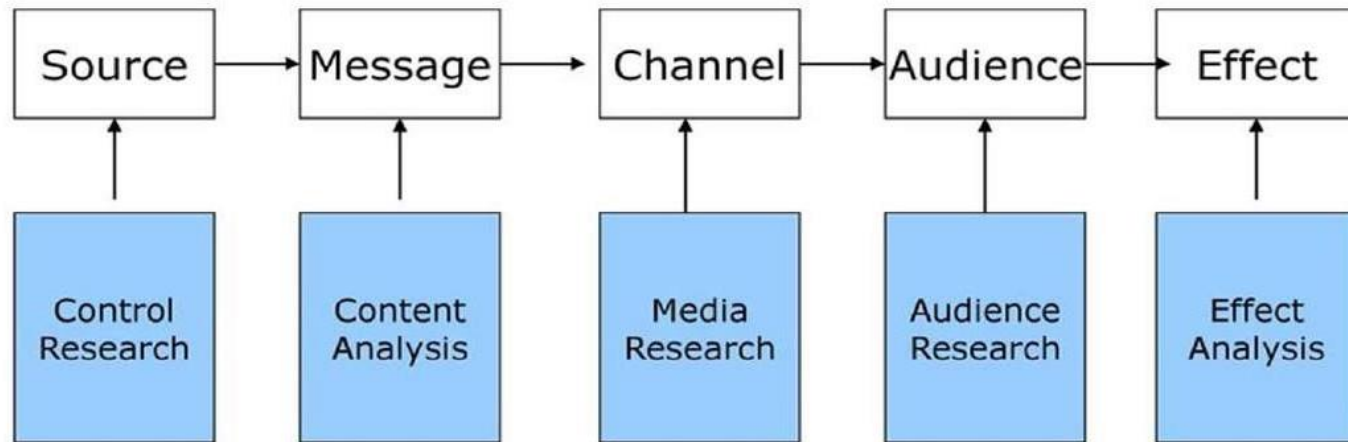 Source
Message
Channel
Audience
Effect
Control
Research
Content
Analysis
Media
Research
Audience
Research
Effect
Analysis